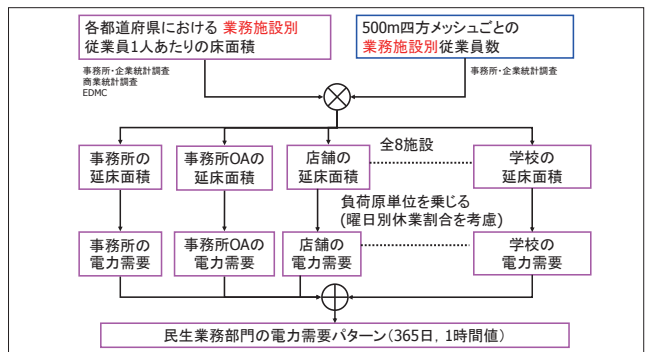 各都道府県における 業務施設別
従業員1人あたりの床面積
500m四方メッシュごとの
業務施設別従業員数
事務所・企業統計調査
商業統計調査
EDMC
事務所・企業統計調査
全8施設
事務所の
延床面積
事務所OAの
延床面積
店舗の
延床面積
学校の
延床面積
負荷原単位を乗じる
(曜日別休業割合を考慮)
事務所の
電力需要
事務所OAの
電力需要
店舗の
電力需要
学校の
電力需要
民生業務部門の電力需要パターン(365日, 1時間値)